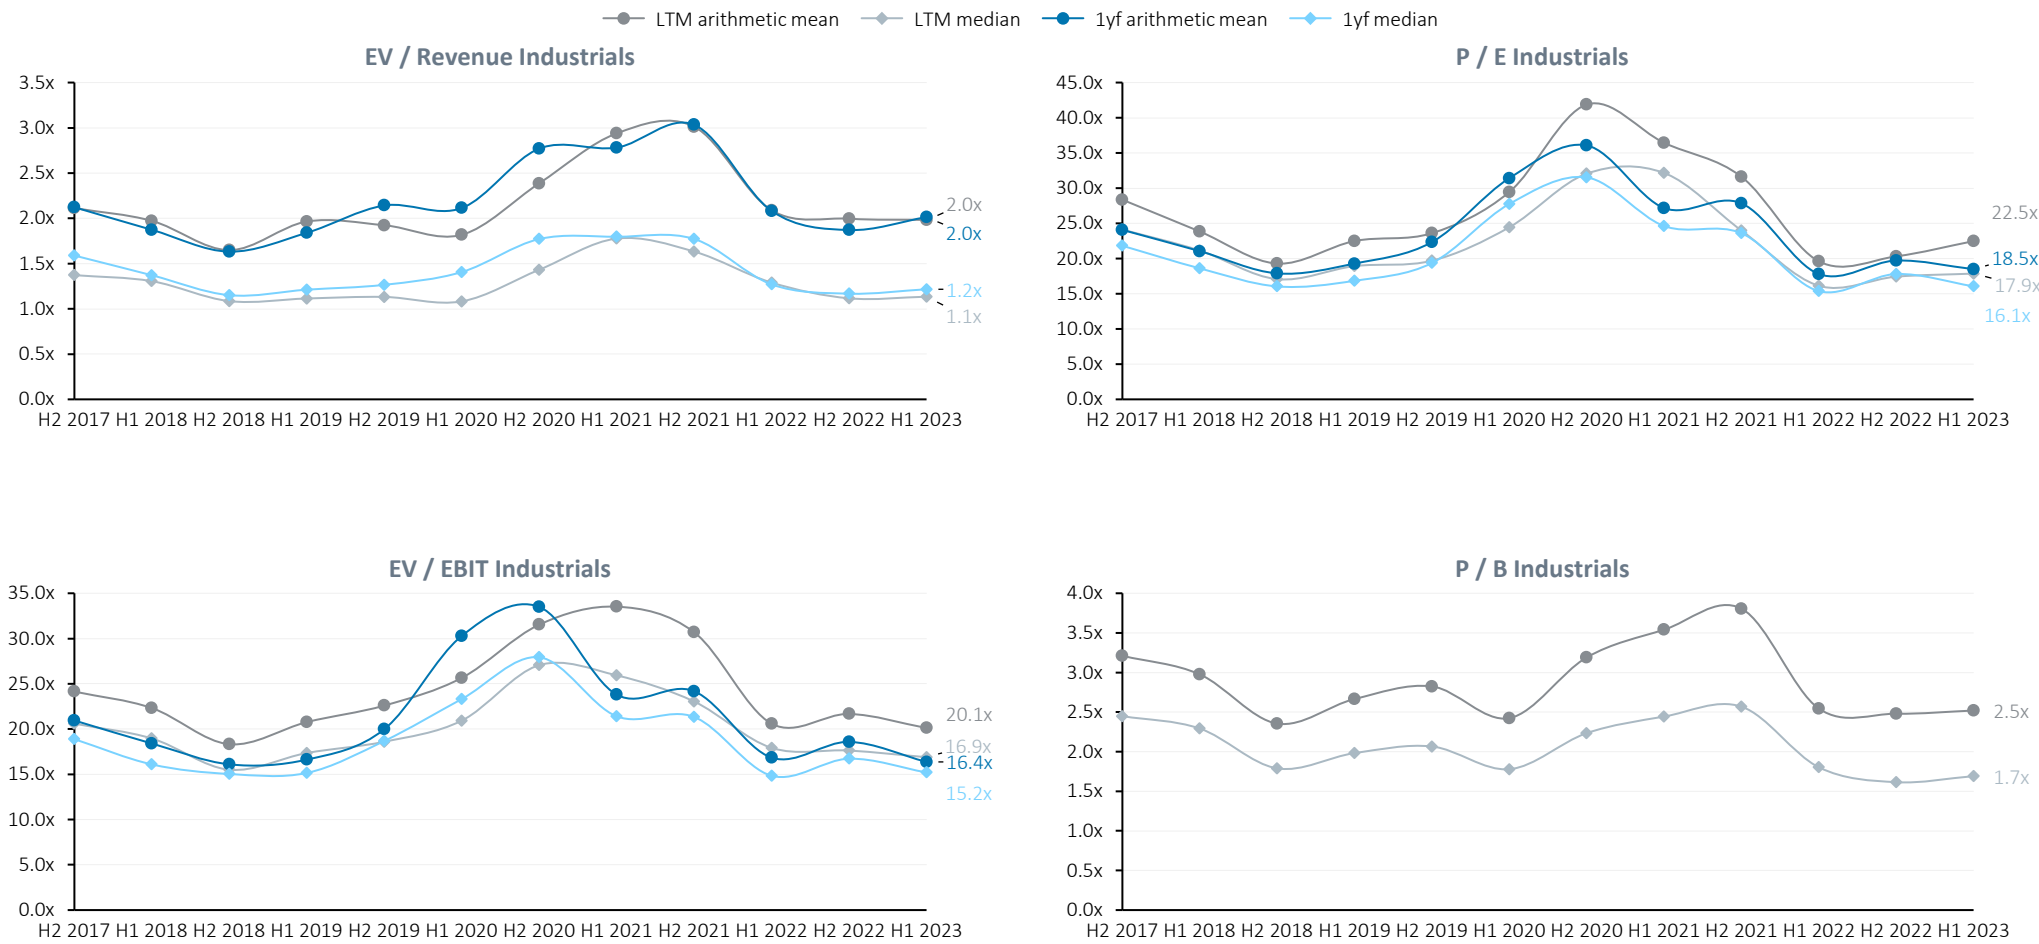 LTM arithmetic mean LTM median 1yf arithmetic mean 1yf median
EV / Revenue Industrials
3.5x
3.0x
2.5x
2.0x
1.5x
1.0x
0.5x
0.0x
2.0x
2.0x
1.2x
1.1x
H2 2017 H1 2018 H2 2018 H1 2019 H2 2019 H1 2020 H2 2020 H1 2021 H2 2021 H1 2022 H2 2022 H1 2023
P / E Industrials
45.0x
40.0x
35.0x
30.0x
25.0x
20.0x
15.0x
10.0x
5.0x
0.0x
22.5x
18.5x
17.9x
16.1x
H2 2017 H1 2018 H2 2018 H1 2019 H2 2019 H1 2020 H2 2020 H1 2021 H2 2021 H1 2022 H2 2022 H1 2023
EV / EBIT Industrials
35.0x
30.0x
25.0x
20.0x
15.0x
10.0x
5.0x
0.0x
20.1x
16.9x
16.4x
15.2x
H2 2017 H1 2018 H2 2018 H1 2019 H2 2019 H1 2020 H2 2020 H1 2021 H2 2021 H1 2022 H2 2022 H1 2023
P / B Industrials
4.0x
3.5x
3.0x
2.5x
2.0x
1.5x
1.0x
0.5x
0.0x
2.5x
1.7x
H2 2017 H1 2018 H2 2018 H1 2019 H2 2019 H1 2020 H2 2020 H1 2021 H2 2021 H1 2022 H2 2022 H1 2023